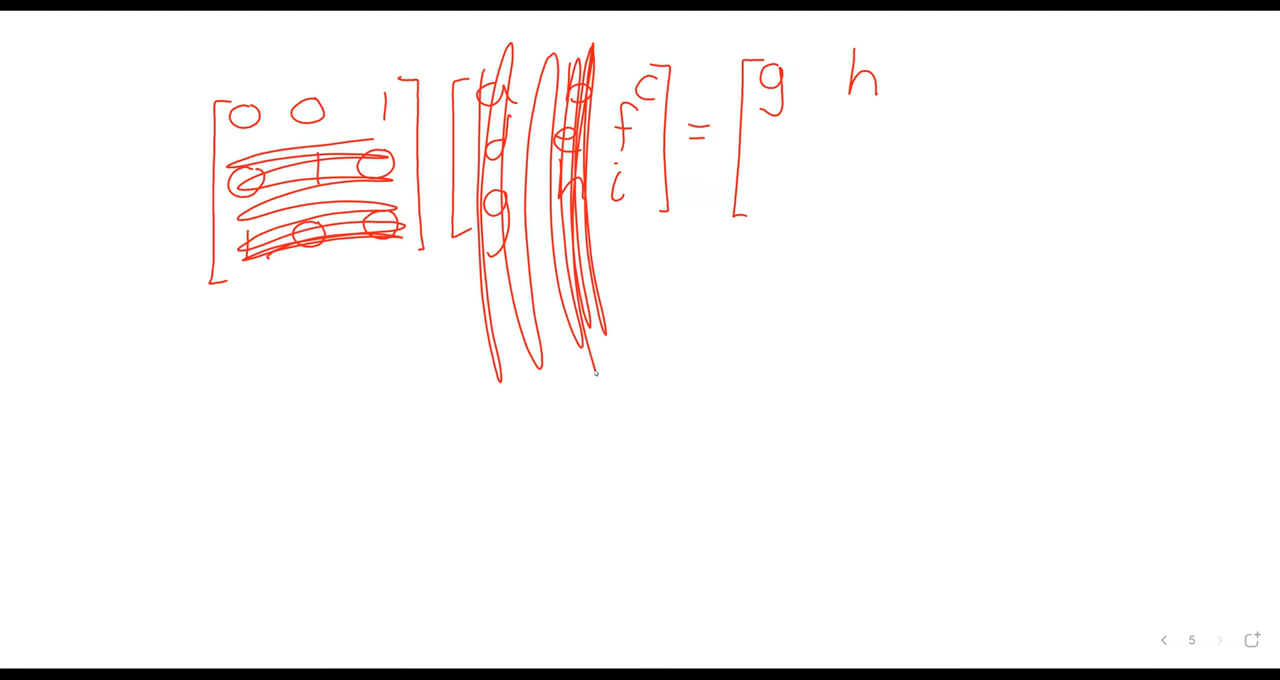 [ 0 0 1 ] [ a b c ] = [ g h
0 1 0 d e f
1 0 0 g h i
5